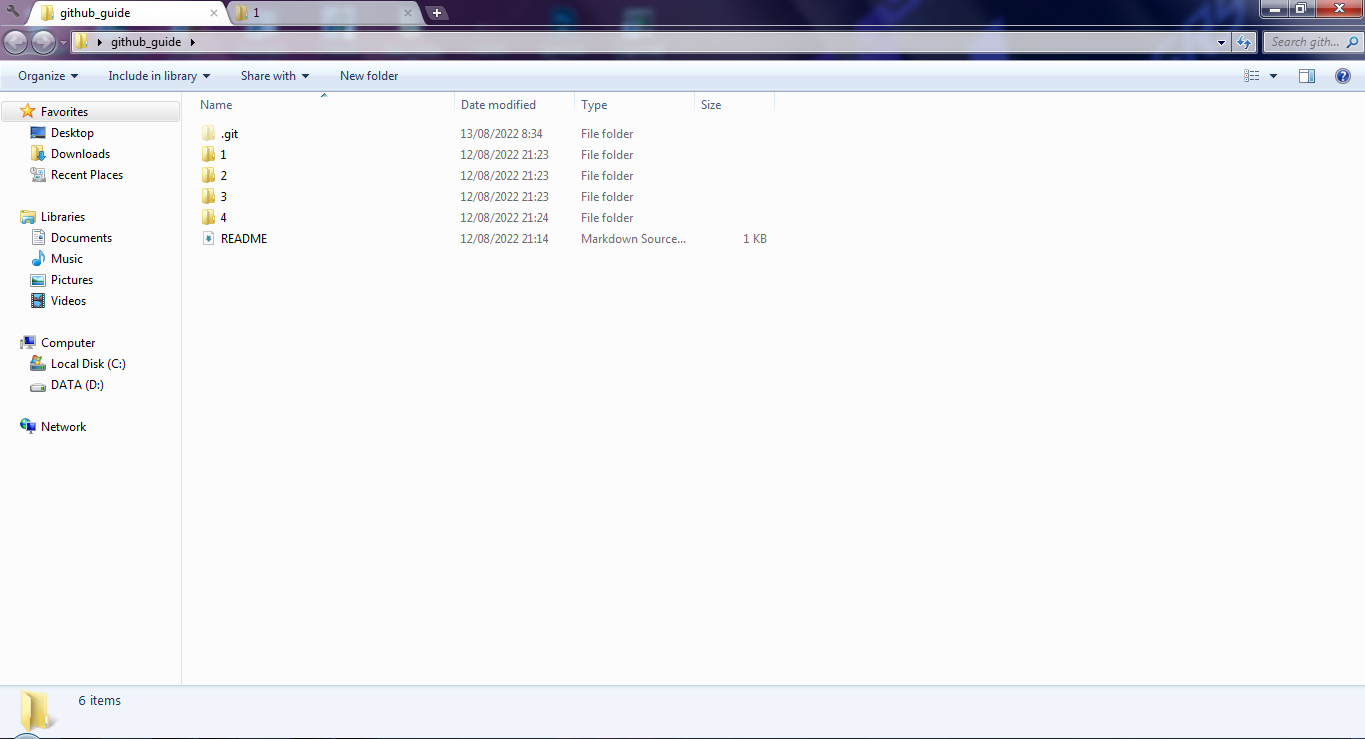 github_guide 1
github_guide Search gith...
Organize Include in library Share with New folder
Name Date modified Type Size
Favorites
Desktop
Downloads
Recent Places
Libraries
Documents
Music
Pictures
Videos
Computer
Local Disk (C:)
DATA (D:)
Network
.git 13/08/2022 8:34 File folder
1 12/08/2022 21:23 File folder
2 12/08/2022 21:23 File folder
3 12/08/2022 21:23 File folder
4 12/08/2022 21:24 File folder
README 12/08/2022 21:14 Markdown Source... 1 KB
6 items